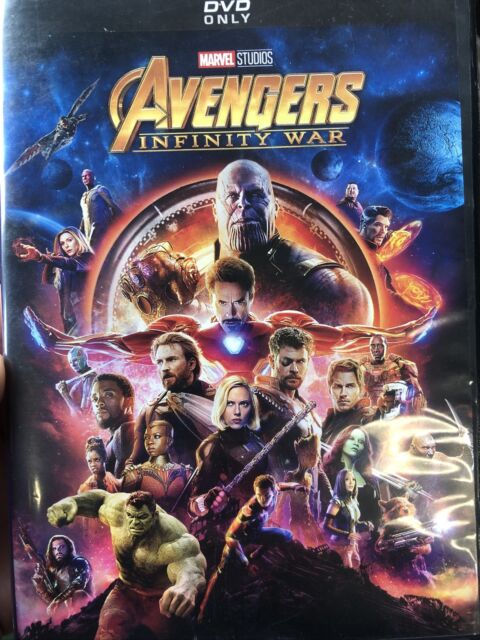 DVD
ONLY
MARVEL STUDIOS
AVENGERS
INFINITY WAR